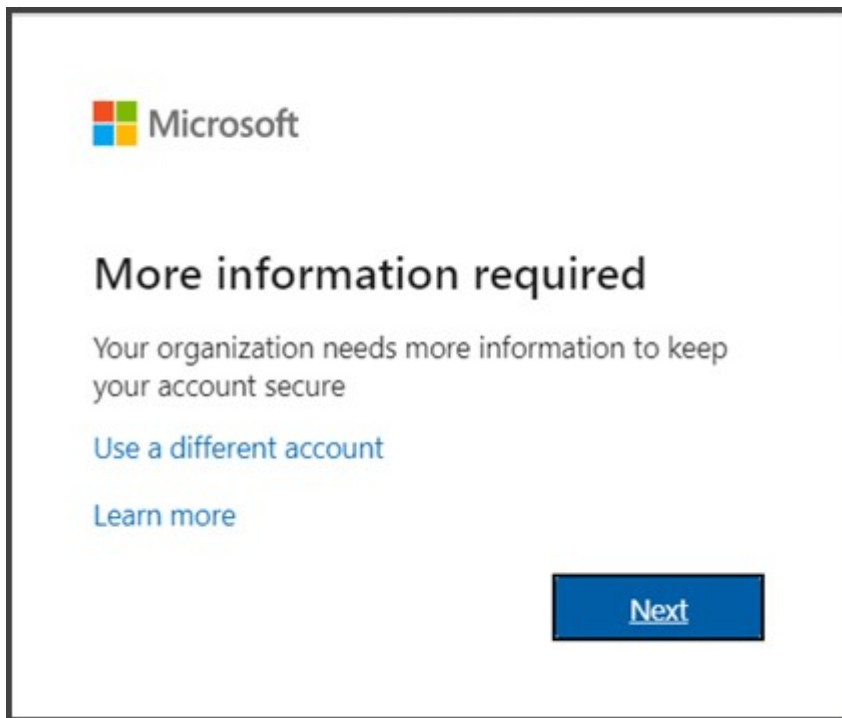 Microsoft
More information required
Your organization needs more information to keep
your account secure
Use a different account
Learn more
Next